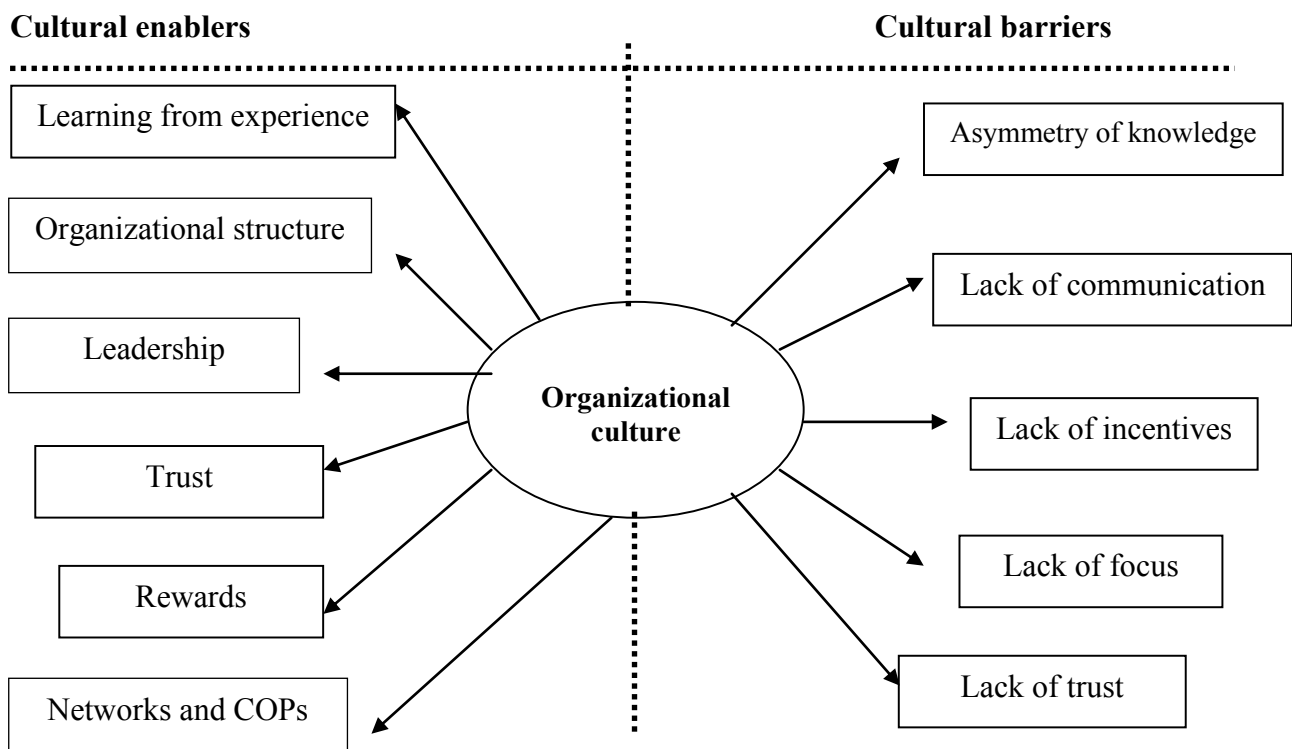 Cultural enablers
Cultural barriers
Learning from experience
Organizational structure
Leadership
Trust
Rewards
Networks and COPs
Organizational
culture
Asymmetry of knowledge
Lack of communication
Lack of incentives
Lack of focus
Lack of trust